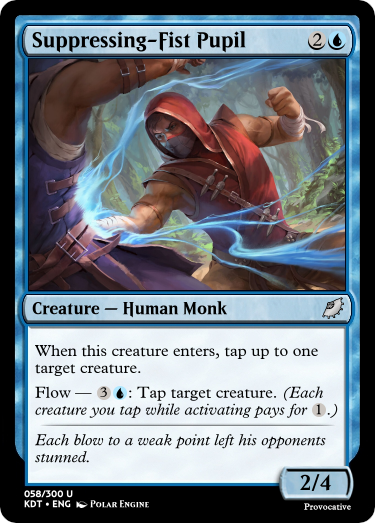 Suppressing-Fist Pupil 2
When this creature enters, tap up to one
target creature.
Creature — Human Monk
Flow — 3: Tap target creature. (Each
creature you tap while activating pays for 1.)
Each blow to a weak point left his opponents
stunned.
2/4
058/300 U
KDT • ENG Polar Engine
Provocative